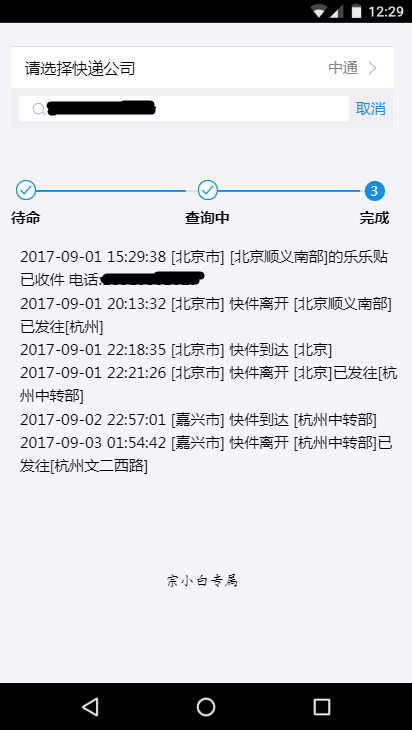 12:29
请选择快递公司 中通
取消
3
待命 查询中 完成
2017-09-01 15:29:38 [北京市] [北京顺义南部]的乐乐贴
已收件 电话:
2017-09-01 20:13:32 [北京市] 快件离开 [北京顺义南部]
已发往[杭州]
2017-09-01 22:18:35 [北京市] 快件到达 [北京]
2017-09-01 22:21:26 [北京市] 快件离开 [北京]已发往[杭
州中转部]
2017-09-02 22:57:01 [嘉兴市] 快件到达 [杭州中转部]
2017-09-03 01:54:42 [嘉兴市] 快件离开 [杭州中转部]已
发往[杭州文二西路]
宗小白专属